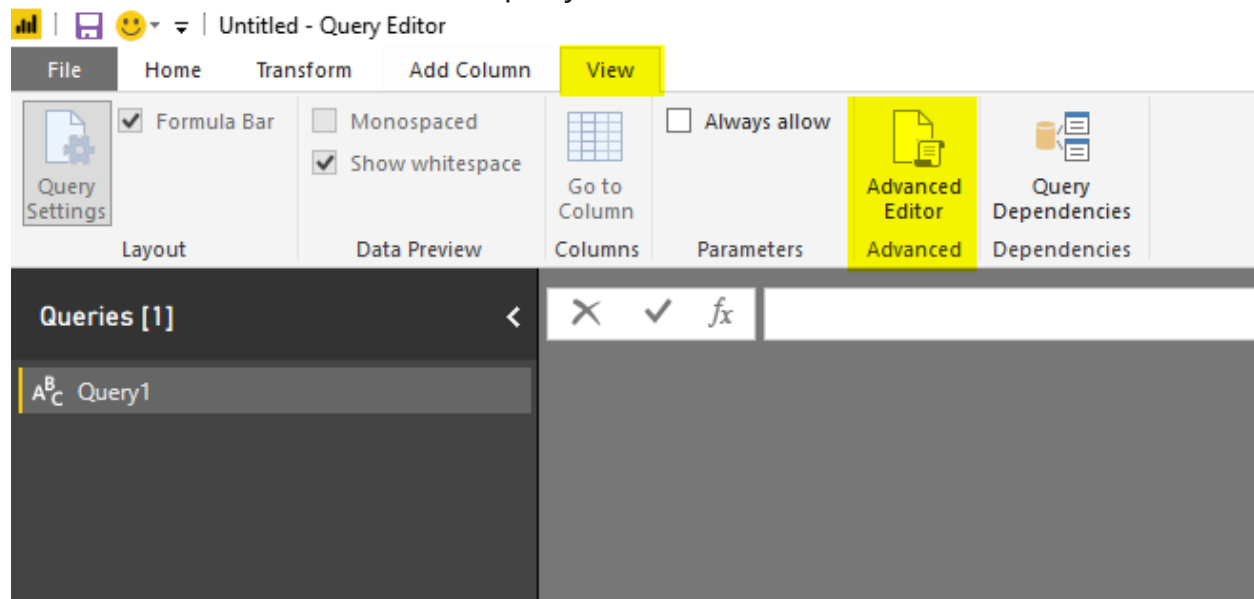 Untitled - Query Editor
File Home Transform Add Column View
Formula Bar Monospaced Always allow
Show whitespace
Query Settings Go to Column Advanced Editor Query Dependencies
Layout Data Preview Columns Parameters Advanced Dependencies
Queries [1] fx
ABC Query1